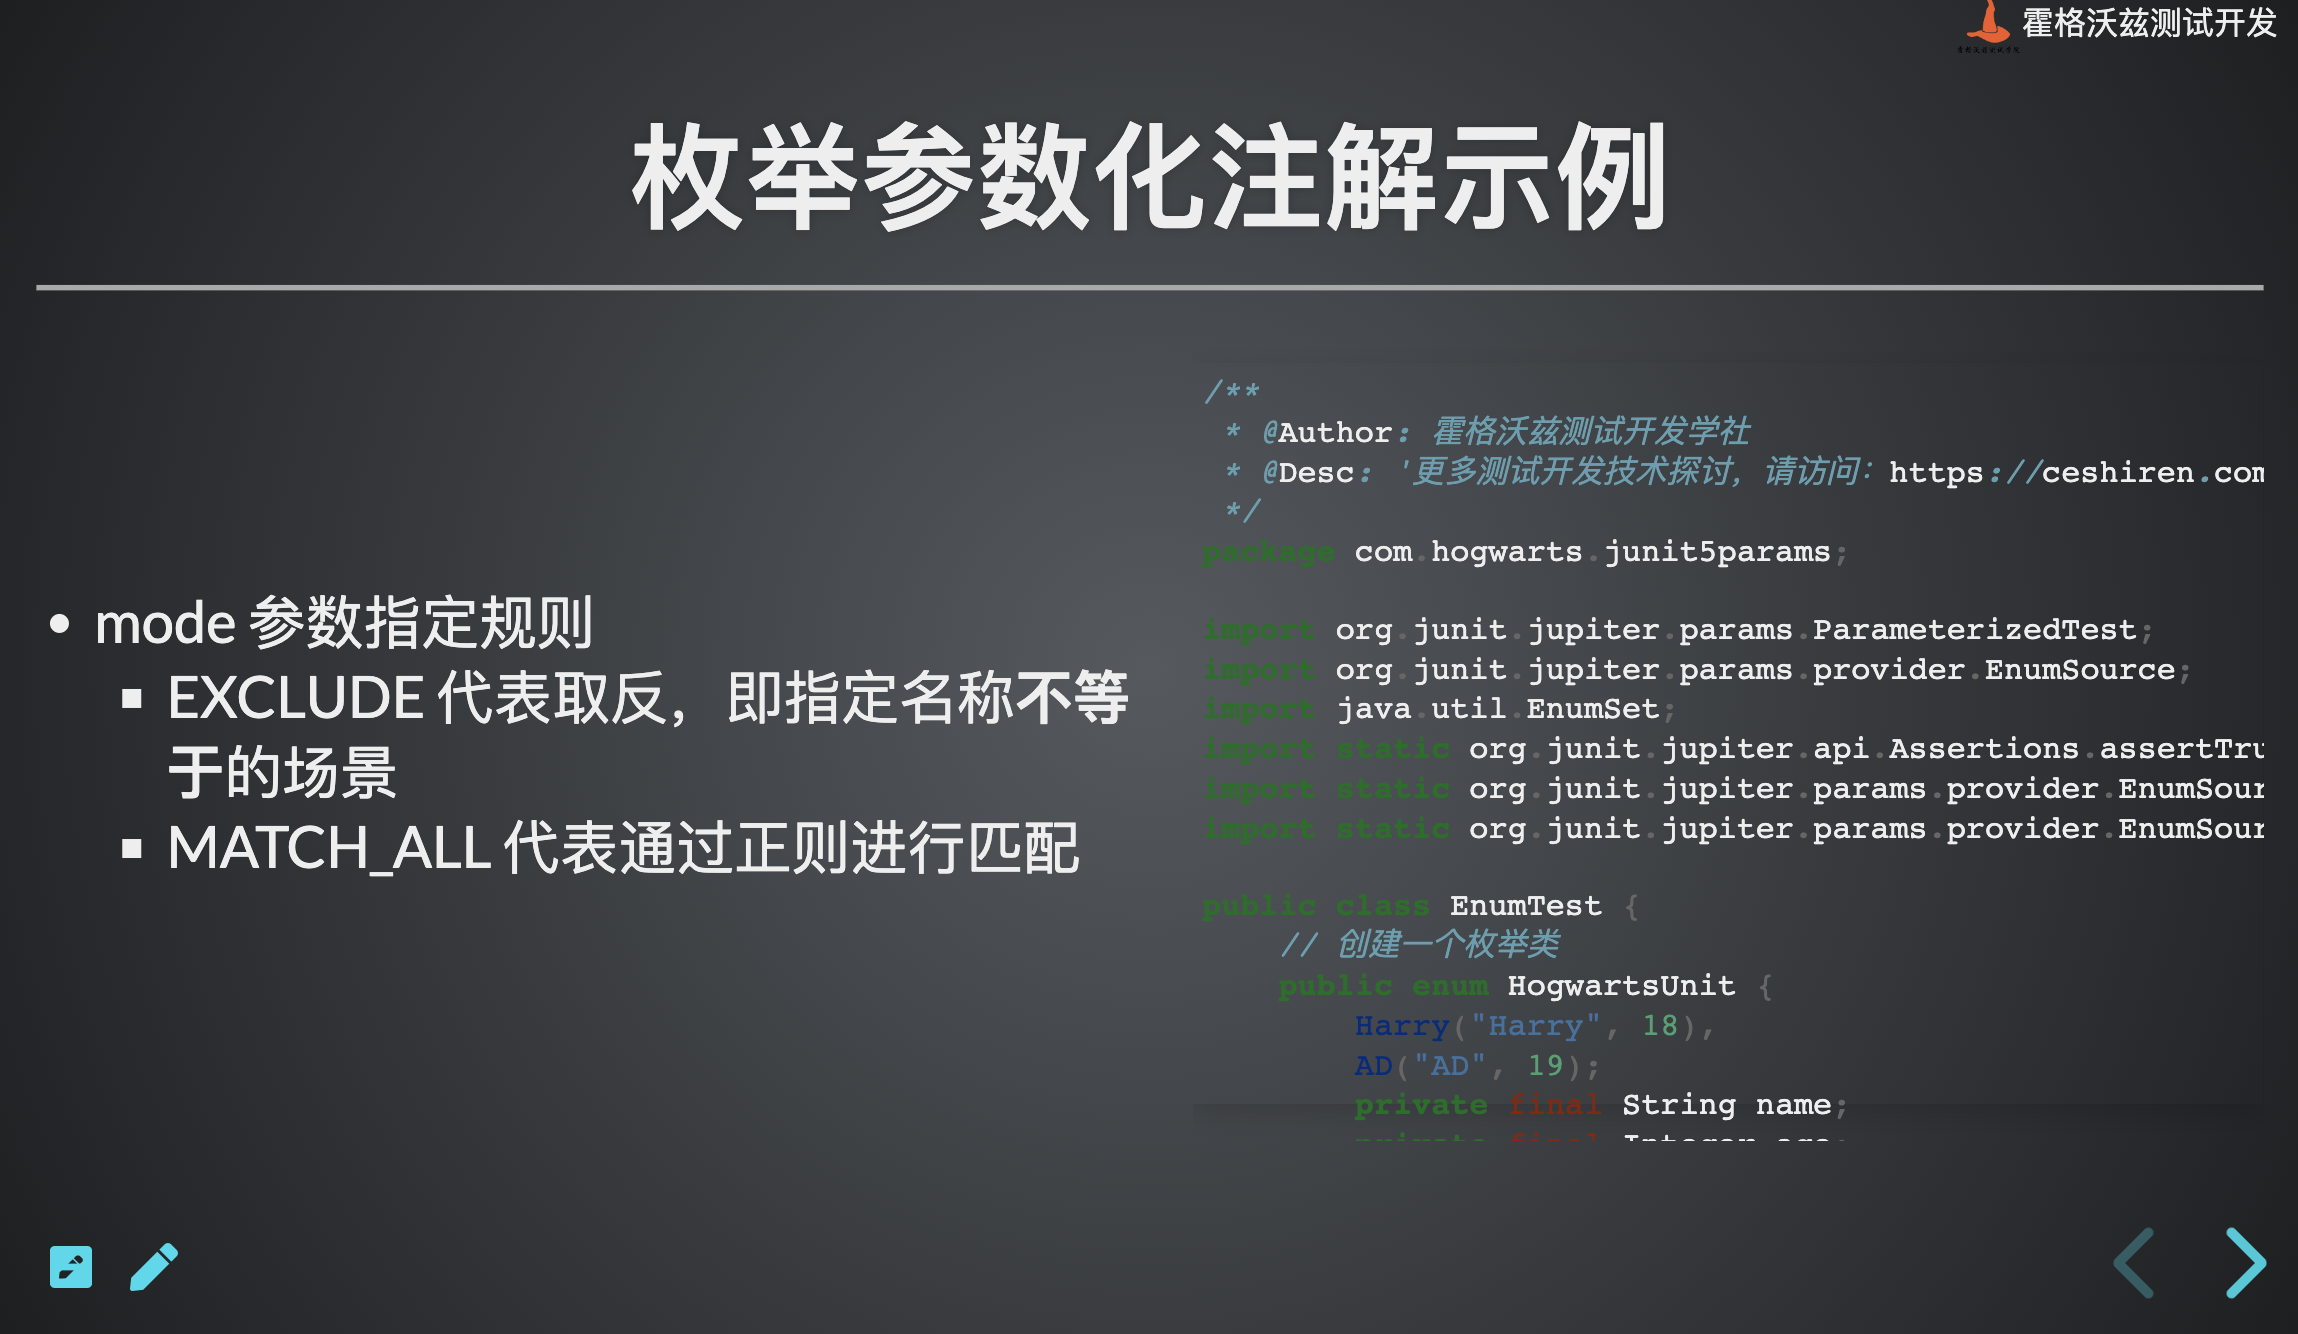 霍格沃兹测试开发
枚举参数化注解示例
• mode 参数指定规则
▪ EXCLUDE 代表取反，即指定名称不等
于的场景
▪ MATCH_ALL 代表通过正则进行匹配
/**
 * @Author: 霍格沃兹测试开发学社
 * @Desc: '更多测试开发技术探讨，请访问：https://ceshiren.com
 */
package com.hogwarts.junit5params;
import org.junit.jupiter.params.ParameterizedTest;
import org.junit.jupiter.params.provider.EnumSource;
import java.util.EnumSet;
import static org.junit.jupiter.api.Assertions.assertTru
import static org.junit.jupiter.params.provider.EnumSour
import static org.junit.jupiter.params.provider.EnumSour
public class EnumTest {
    // 创建一个枚举类
    public enum HogwartsUnit {
        Harry("Harry", 18),
        AD("AD", 19);
        private final String name;
        private final Integer age;